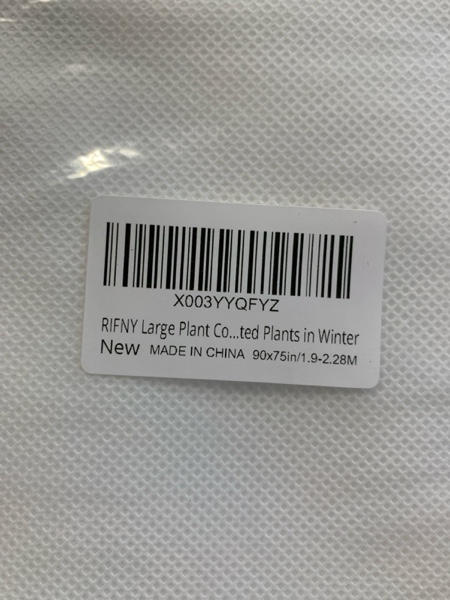 X003YYQFYZ
RIFNY Large Plant Co...ted Plants in Winter
New MADE IN CHINA 90x75in/1.9-2.28M